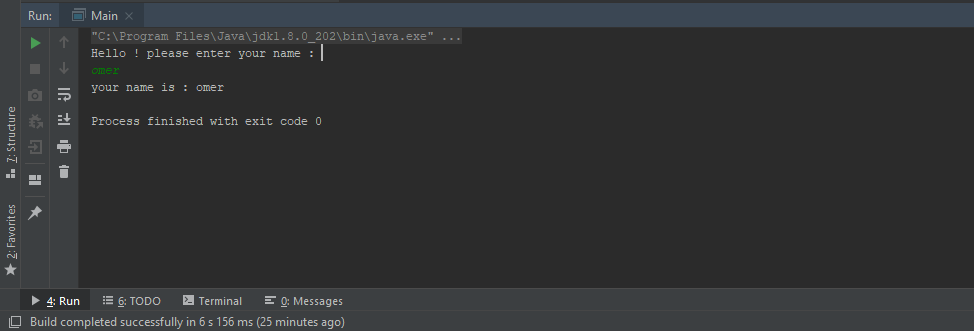 Run: Main
"C:\Program Files\Java\jdk1.8.0_202\bin\java.exe" ...
Hello ! please enter your name :
omer
your name is : omer
Process finished with exit code 0
7: Structure
2: Favorites
4: Run 6: TODO Terminal 0: Messages
Build completed successfully in 6 s 156 ms (25 minutes ago)